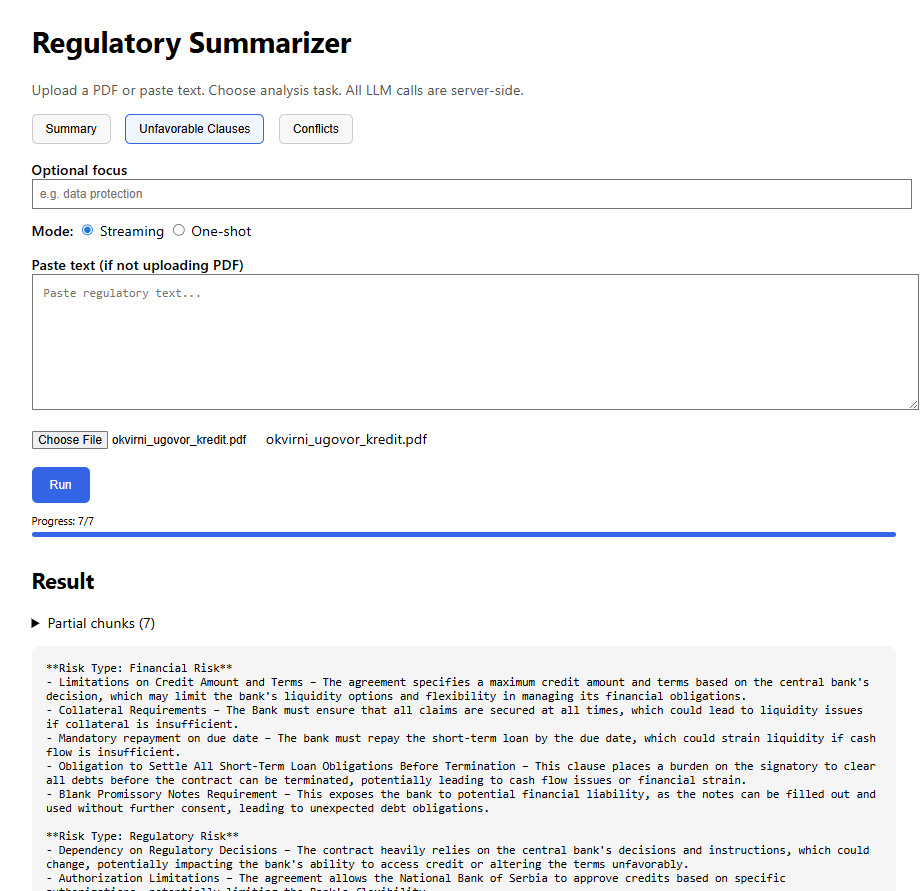 Regulatory Summarizer
Upload a PDF or paste text. Choose analysis task. All LLM calls are server-side.
Summary Unfavorable Clauses Conflicts
Optional focus
e.g. data protection
Mode: Streaming One-shot
Paste text (if not uploading PDF)
Paste regulatory text...
Choose File okvirni_ugovor_kredit.pdf okvirni_ugovor_kredit.pdf
Run
Progress: 7/7
Result
▶ Partial chunks (7)
**Risk Type: Financial Risk**
- Limitations on Credit Amount and Terms – The agreement specifies a maximum credit amount and terms based on the central bank's
decision, which may limit the bank's liquidity options and flexibility in managing its financial obligations.
- Collateral Requirements – The Bank must ensure that all claims are secured at all times, which could lead to liquidity issues
if collateral is insufficient.
- Mandatory repayment on due date – The bank must repay the short-term loan by the due date, which could strain liquidity if cash
flow is insufficient.
- Obligation to Settle All Short-Term Loan Obligations Before Termination – This clause places a burden on the signatory to clear
all debts before the contract can be terminated, potentially leading to cash flow issues or financial strain.
- Blank Promissory Notes Requirement – This exposes the bank to potential financial liability, as the notes can be filled out and
used without further consent, leading to unexpected debt obligations.
**Risk Type: Regulatory Risk**
- Dependency on Regulatory Decisions – The contract heavily relies on the central bank's decisions and instructions, which could
change, potentially impacting the bank's ability to access credit or altering the terms unfavorably.
- Authorization Limitations – The agreement allows the National Bank of Serbia to approve credits based on specific
authorizations, potentially limiting the Bank's flexibility.